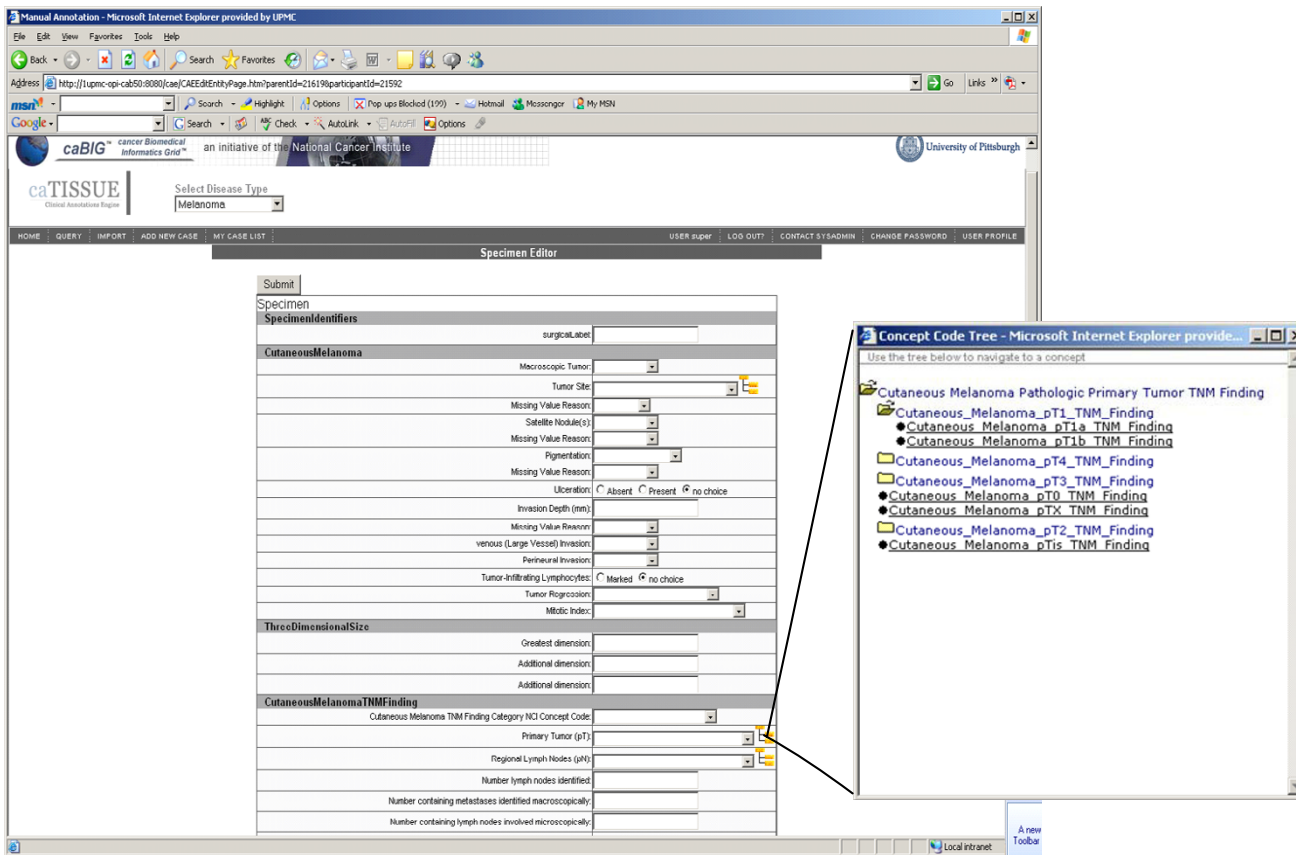 Manual Annotation - Microsoft Internet Explorer provided by UPMC
File Edit View Favorites Tools Help
Back Search Favorites
Address http://1upmc-opi-cab50:8080/cae/CAEEditEntityPage.htm?parentId=21619&participantId=21592 Go Links »
msn Search Highlight Options Pop ups Blocked (199) Hotmail Messenger My MSN
Google Search Check AutoLink AutoFill Options
caBIG™ cancer Biomedical Informatics Grid™ an initiative of the National Cancer Institute University of Pittsburgh
caTISSUE
Clinical Annotations Engine
Select Disease Type
Melanoma
HOME QUERY IMPORT ADD NEW CASE MY CASE LIST USER super LOG OUT? CONTACT SYSADMIN CHANGE PASSWORD USER PROFILE
Specimen Editor
Submit
Specimen
SpecimenIdentifiers
surgicalLabel:
CutaneousMelanoma
Macroscopic Tumor:
Tumor Site:
Missing Value Reason:
Satellite Nodule(s):
Missing Value Reason:
Pigmentation:
Missing Value Reason:
Ulceration: Absent Present no choice
Invasion Depth (mm):
Missing Value Reason:
venous (Large Vessel) Invasion:
Perineural Invasion:
Tumor-Infiltrating Lymphocytes: Marked no choice
Tumor Regression:
Mitotic Index:
ThreeDimensionalSize
Greatest dimension:
Additional dimension:
Additional dimension:
CutaneousMelanomaTNMFinding
Cutaneous Melanoma TNM Finding Category NCI Concept Code:
Primary Tumor (pT):
Regional Lymph Nodes (pN):
Number lymph nodes identified:
Number containing metastases identified macroscopically:
Number containing lymph nodes involved microscopically:
Local intranet
A new
Toolbar
Concept Code Tree - Microsoft Internet Explorer provide...
Use the tree below to navigate to a concept
Cutaneous Melanoma Pathologic Primary Tumor TNM Finding
Cutaneous_Melanoma_pT1_TNM_Finding
Cutaneous_Melanoma_pT1a_TNM_Finding
Cutaneous_Melanoma_pT1b_TNM_Finding
Cutaneous_Melanoma_pT4_TNM_Finding
Cutaneous_Melanoma_pT3_TNM_Finding
Cutaneous_Melanoma_pT0_TNM_Finding
Cutaneous_Melanoma_pTX_TNM_Finding
Cutaneous_Melanoma_pT2_TNM_Finding
Cutaneous_Melanoma_pTis_TNM_Finding